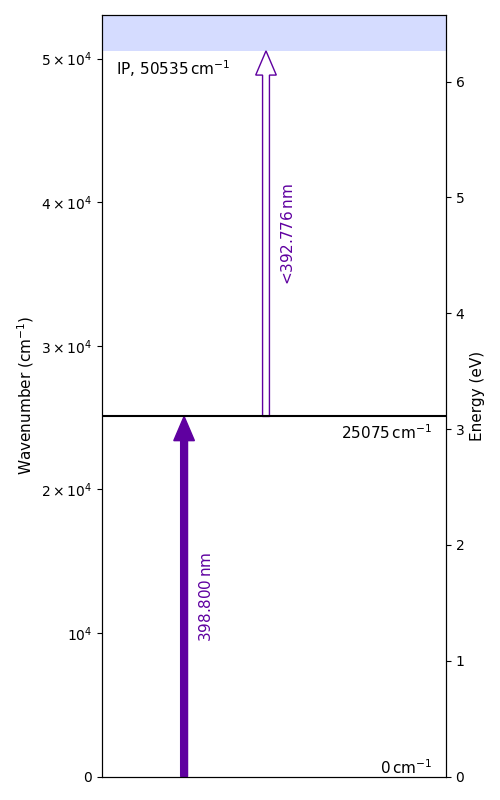 5 × 10⁴
4 × 10⁴
3 × 10⁴
2 × 10⁴
10⁴
0
Wavenumber (cm⁻¹)
IP, 50535 cm⁻¹
<392.776 nm
25075 cm⁻¹
398.800 nm
0 cm⁻¹
6
5
4
3
2
1
0
Energy (eV)